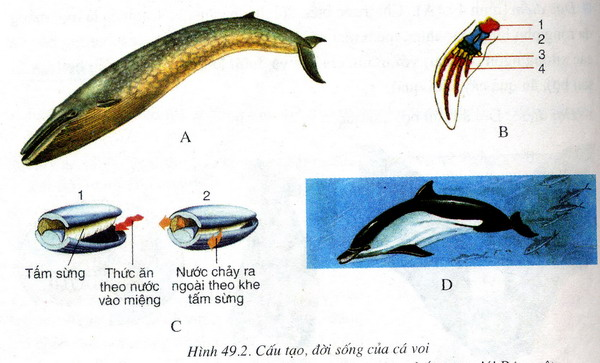 A
1
2
3
4
B
1
2
Tấm sừng
Thức ăn
theo nước
vào miệng
Nước chảy ra
ngoài theo khe
tấm sừng
C
D
Hình 49.2. Cấu tạo, đời sống của cá voi